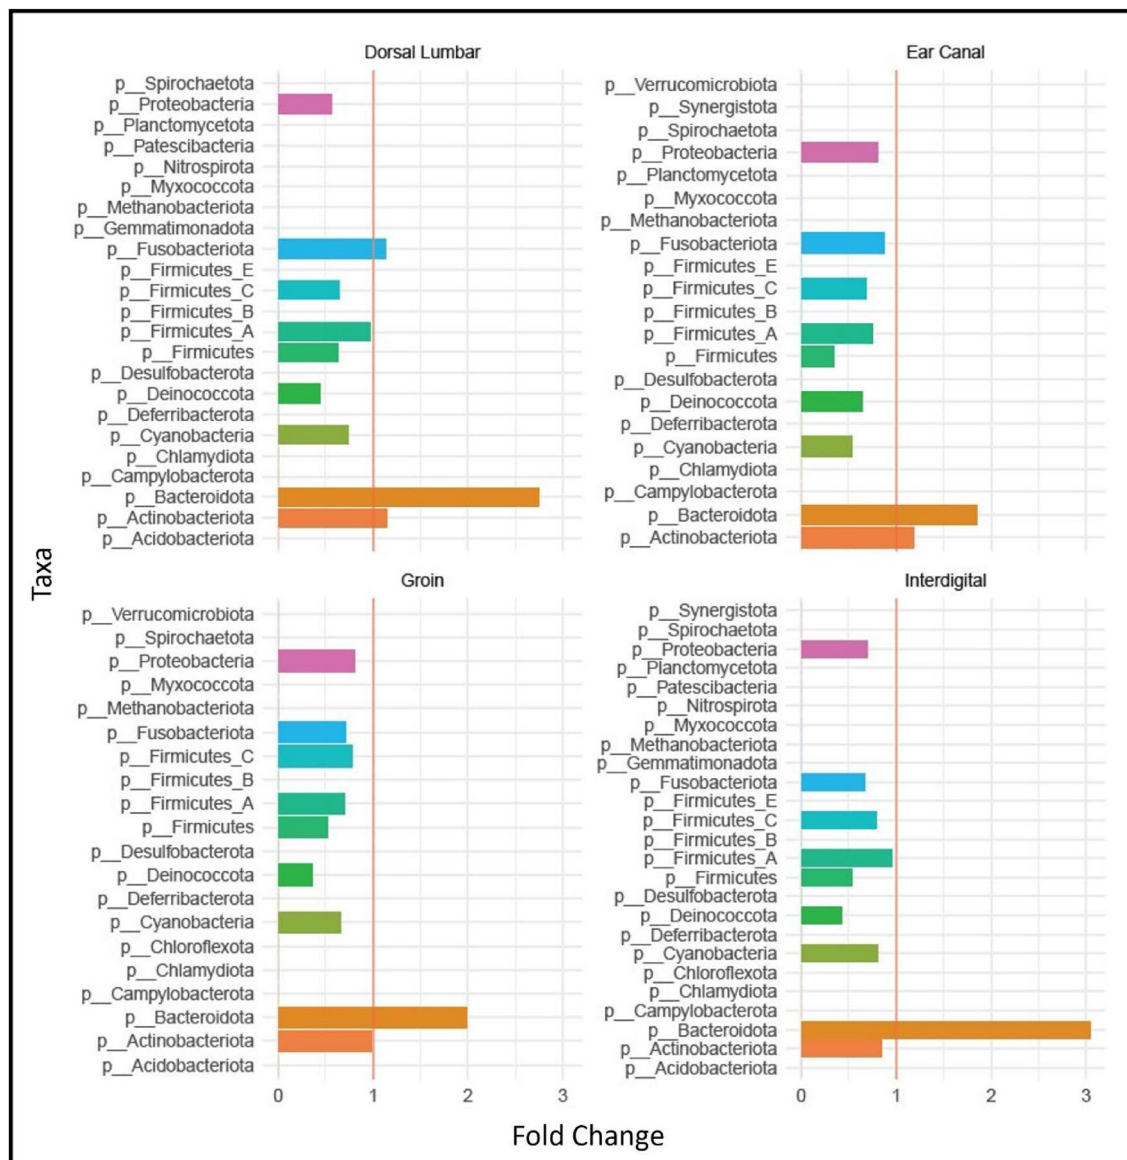 Dorsal Lumbar
p__Spirochaetota
p__Proteobacteria
p__Planctomycetota
p__Patescibacteria
p__Nitrospirota
p__Myxococcota
p__Methanobacteriota
p__Gemmatimonadota
p__Fusobacteriota
p__Firmicutes_E
p__Firmicutes_C
p__Firmicutes_B
p__Firmicutes_A
p__Firmicutes
p__Desulfobacterota
p__Deinococcota
p__Deferribacterota
p__Cyanobacteria
p__Chlamydiota
p__Campylobacterota
p__Bacteroidota
p__Actinobacteriota
p__Acidobacteriota
Ear Canal
p__Verrucomicrobiota
p__Synergistota
p__Spirochaetota
p__Proteobacteria
p__Planctomycetota
p__Myxococcota
p__Methanobacteriota
p__Fusobacteriota
p__Firmicutes_E
p__Firmicutes_C
p__Firmicutes_B
p__Firmicutes_A
p__Firmicutes
p__Desulfobacterota
p__Deinococcota
p__Deferribacterota
p__Cyanobacteria
p__Chlamydiota
p__Campylobacterota
p__Bacteroidota
p__Actinobacteriota
Taxa
Groin
p__Verrucomicrobiota
p__Spirochaetota
p__Proteobacteria
p__Myxococcota
p__Methanobacteriota
p__Fusobacteriota
p__Firmicutes_C
p__Firmicutes_B
p__Firmicutes_A
p__Firmicutes
p__Desulfobacterota
p__Deinococcota
p__Deferribacterota
p__Cyanobacteria
p__Chloroflexota
p__Chlamydiota
p__Campylobacterota
p__Bacteroidota
p__Actinobacteriota
p__Acidobacteriota
0 1 2 3
Interdigital
p__Synergistota
p__Spirochaetota
p__Proteobacteria
p__Planctomycetota
p__Patescibacteria
p__Nitrospirota
p__Myxococcota
p__Methanobacteriota
p__Gemmatimonadota
p__Fusobacteriota
p__Firmicutes_E
p__Firmicutes_C
p__Firmicutes_B
p__Firmicutes_A
p__Firmicutes
p__Desulfobacterota
p__Deinococcota
p__Deferribacterota
p__Cyanobacteria
p__Chloroflexota
p__Chlamydiota
p__Campylobacterota
p__Bacteroidota
p__Actinobacteriota
p__Acidobacteriota
0 1 2 3
Fold Change